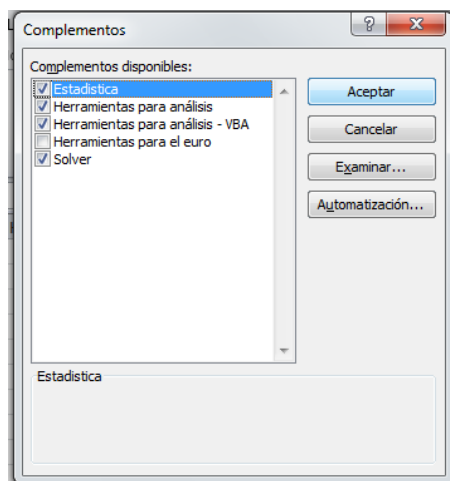 Complementos
Complementos disponibles:
Estadistica
Herramientas para análisis
Herramientas para análisis - VBA
Herramientas para el euro
Solver
Aceptar
Cancelar
Examinar...
Automatización...
Estadistica